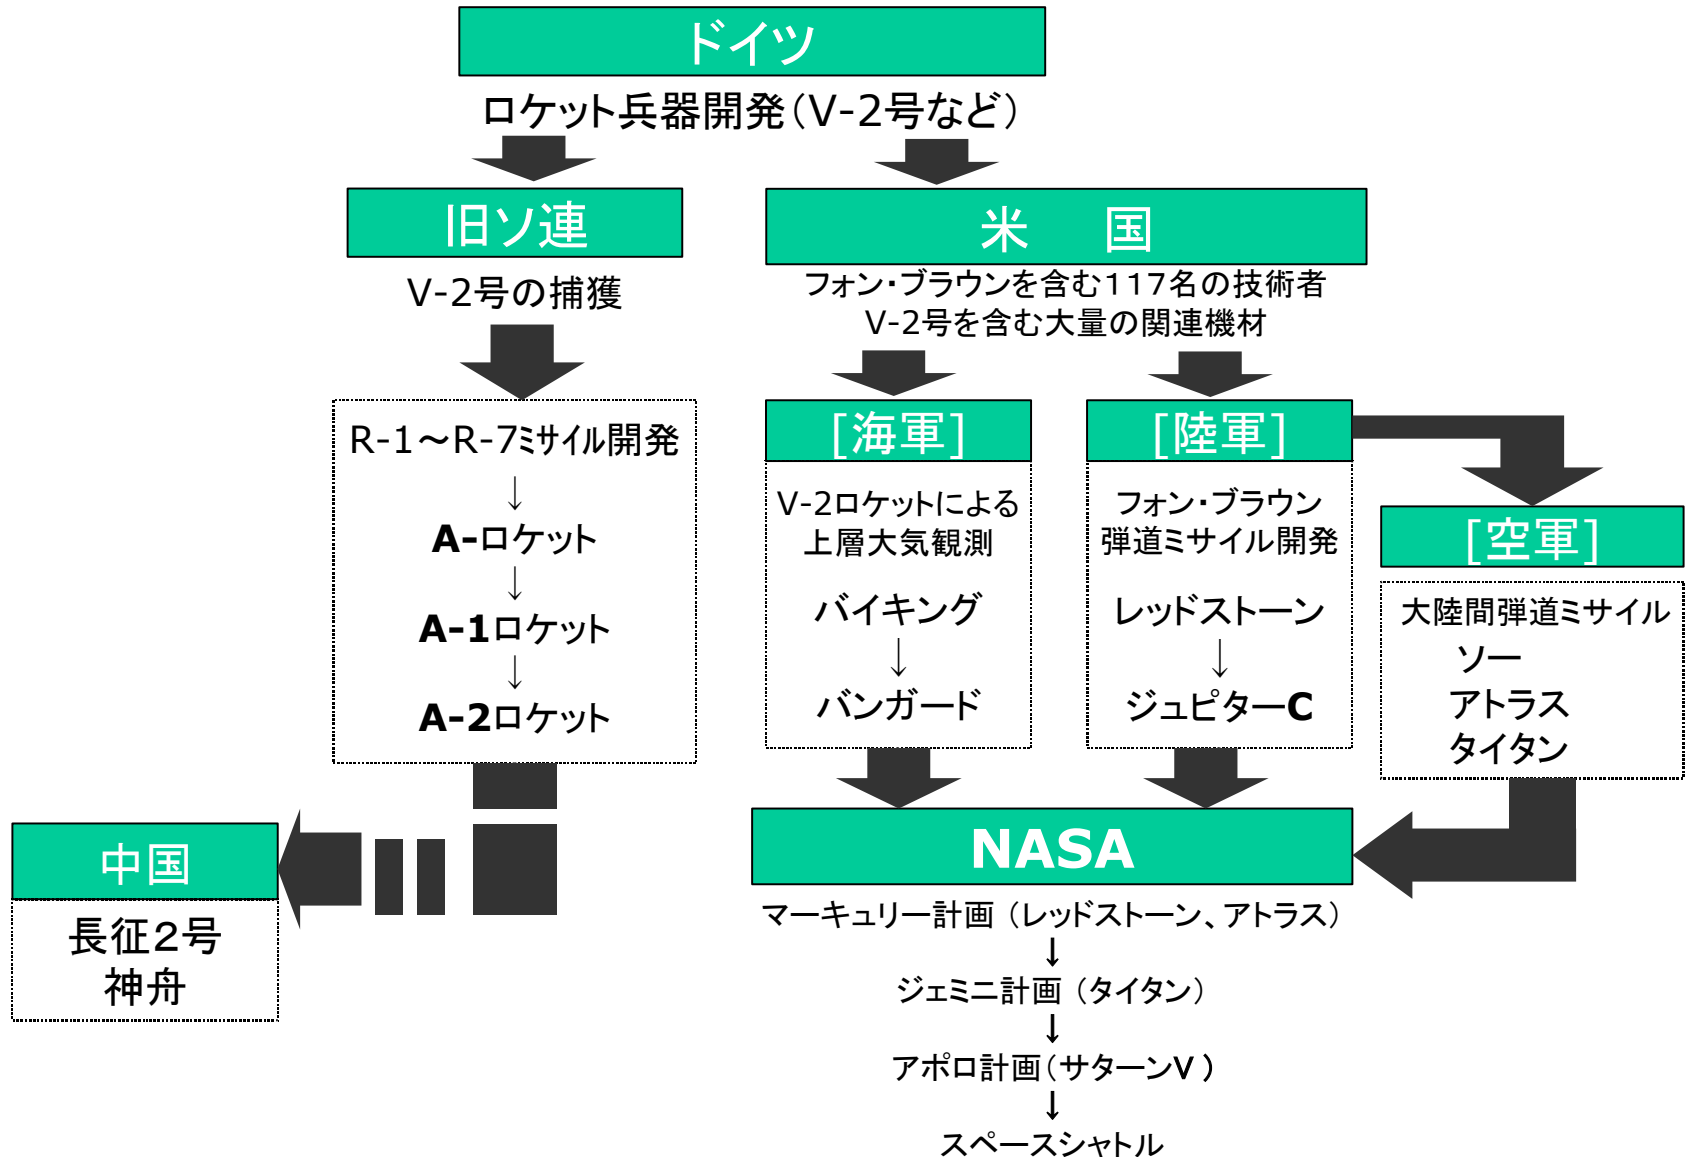 ドイツ
ロケット兵器開発(V-2号など)
旧ソ連
V-2号の捕獲
R-1～R-7ミサイル開発
↓
A-ロケット
↓
A-1ロケット
↓
A-2ロケット
中国
長征２号
神舟
米　国
フォン・ブラウンを含む１１７名の技術者
V-2号を含む大量の関連機材
[海軍]
V-2ロケットによる
上層大気観測
バイキング
↓
バンガード
[陸軍]
フォン・ブラウン
弾道ミサイル開発
レッドストーン
↓
ジュピターC
[空軍]
大陸間弾道ミサイル
ソー
アトラス
タイタン
NASA
マーキュリー計画（レッドストーン、アトラス）
↓
ジェミニ計画（タイタン）
↓
アポロ計画（サターンV）
↓
スペースシャトル